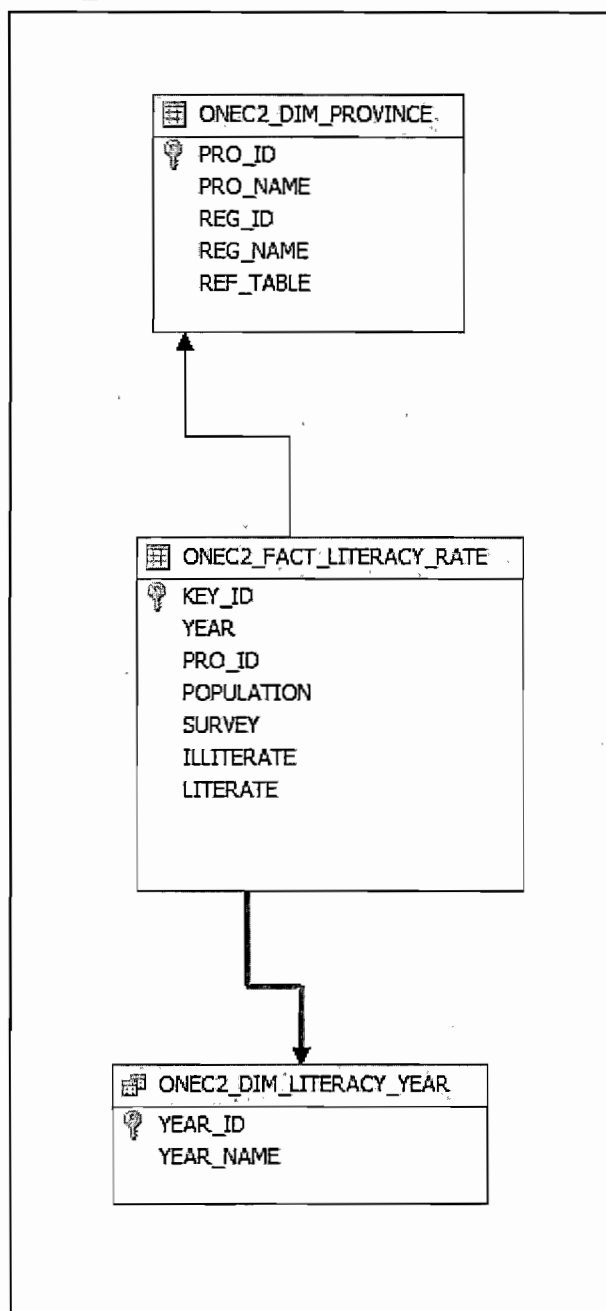 ONEC2_DIM_PROVINCE
PRO_ID
PRO_NAME
REG_ID
REG_NAME
REF_TABLE
ONEC2_FACT_LITERACY_RATE
KEY_ID
YEAR
PRO_ID
POPULATION
SURVEY
ILLITERATE
LITERATE
ONEC2_DIM_LITERACY_YEAR
YEAR_ID
YEAR_NAME